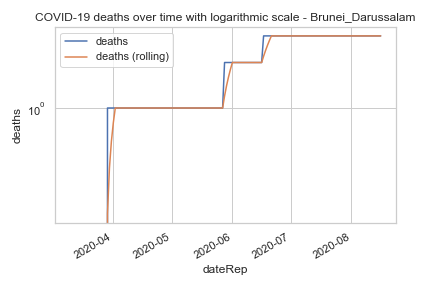 COVID-19 deaths over time with logarithmic scale - Brunei_Darussalam
deaths
deaths (rolling)
10⁰
deaths
2020-04
2020-05
2020-06
2020-07
2020-08
dateRep